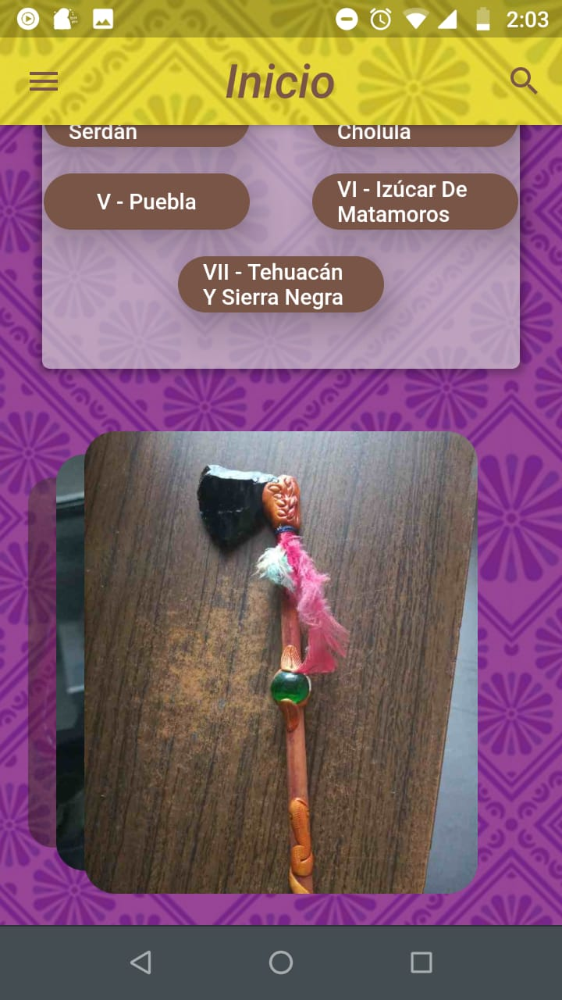 2:03
Inicio
Serdán
Cholula
V - Puebla
VI - Izúcar De
Matamoros
VII - Tehuacán
Y Sierra Negra